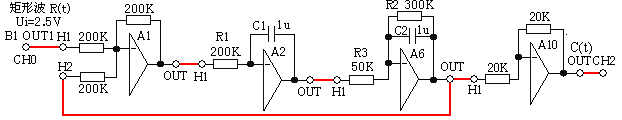 矩形波 R(t)
Ui=2.5V
B1 OUT1 H1
CH0
200K
200K
A1
H2
200K
OUT
H1
R1
200K
C1
1u
A2
OUT
H1
R3
50K
R2 300K
C2
1u
A6
OUT
H1
20K
20K
A10
C(t)
OUTCH2